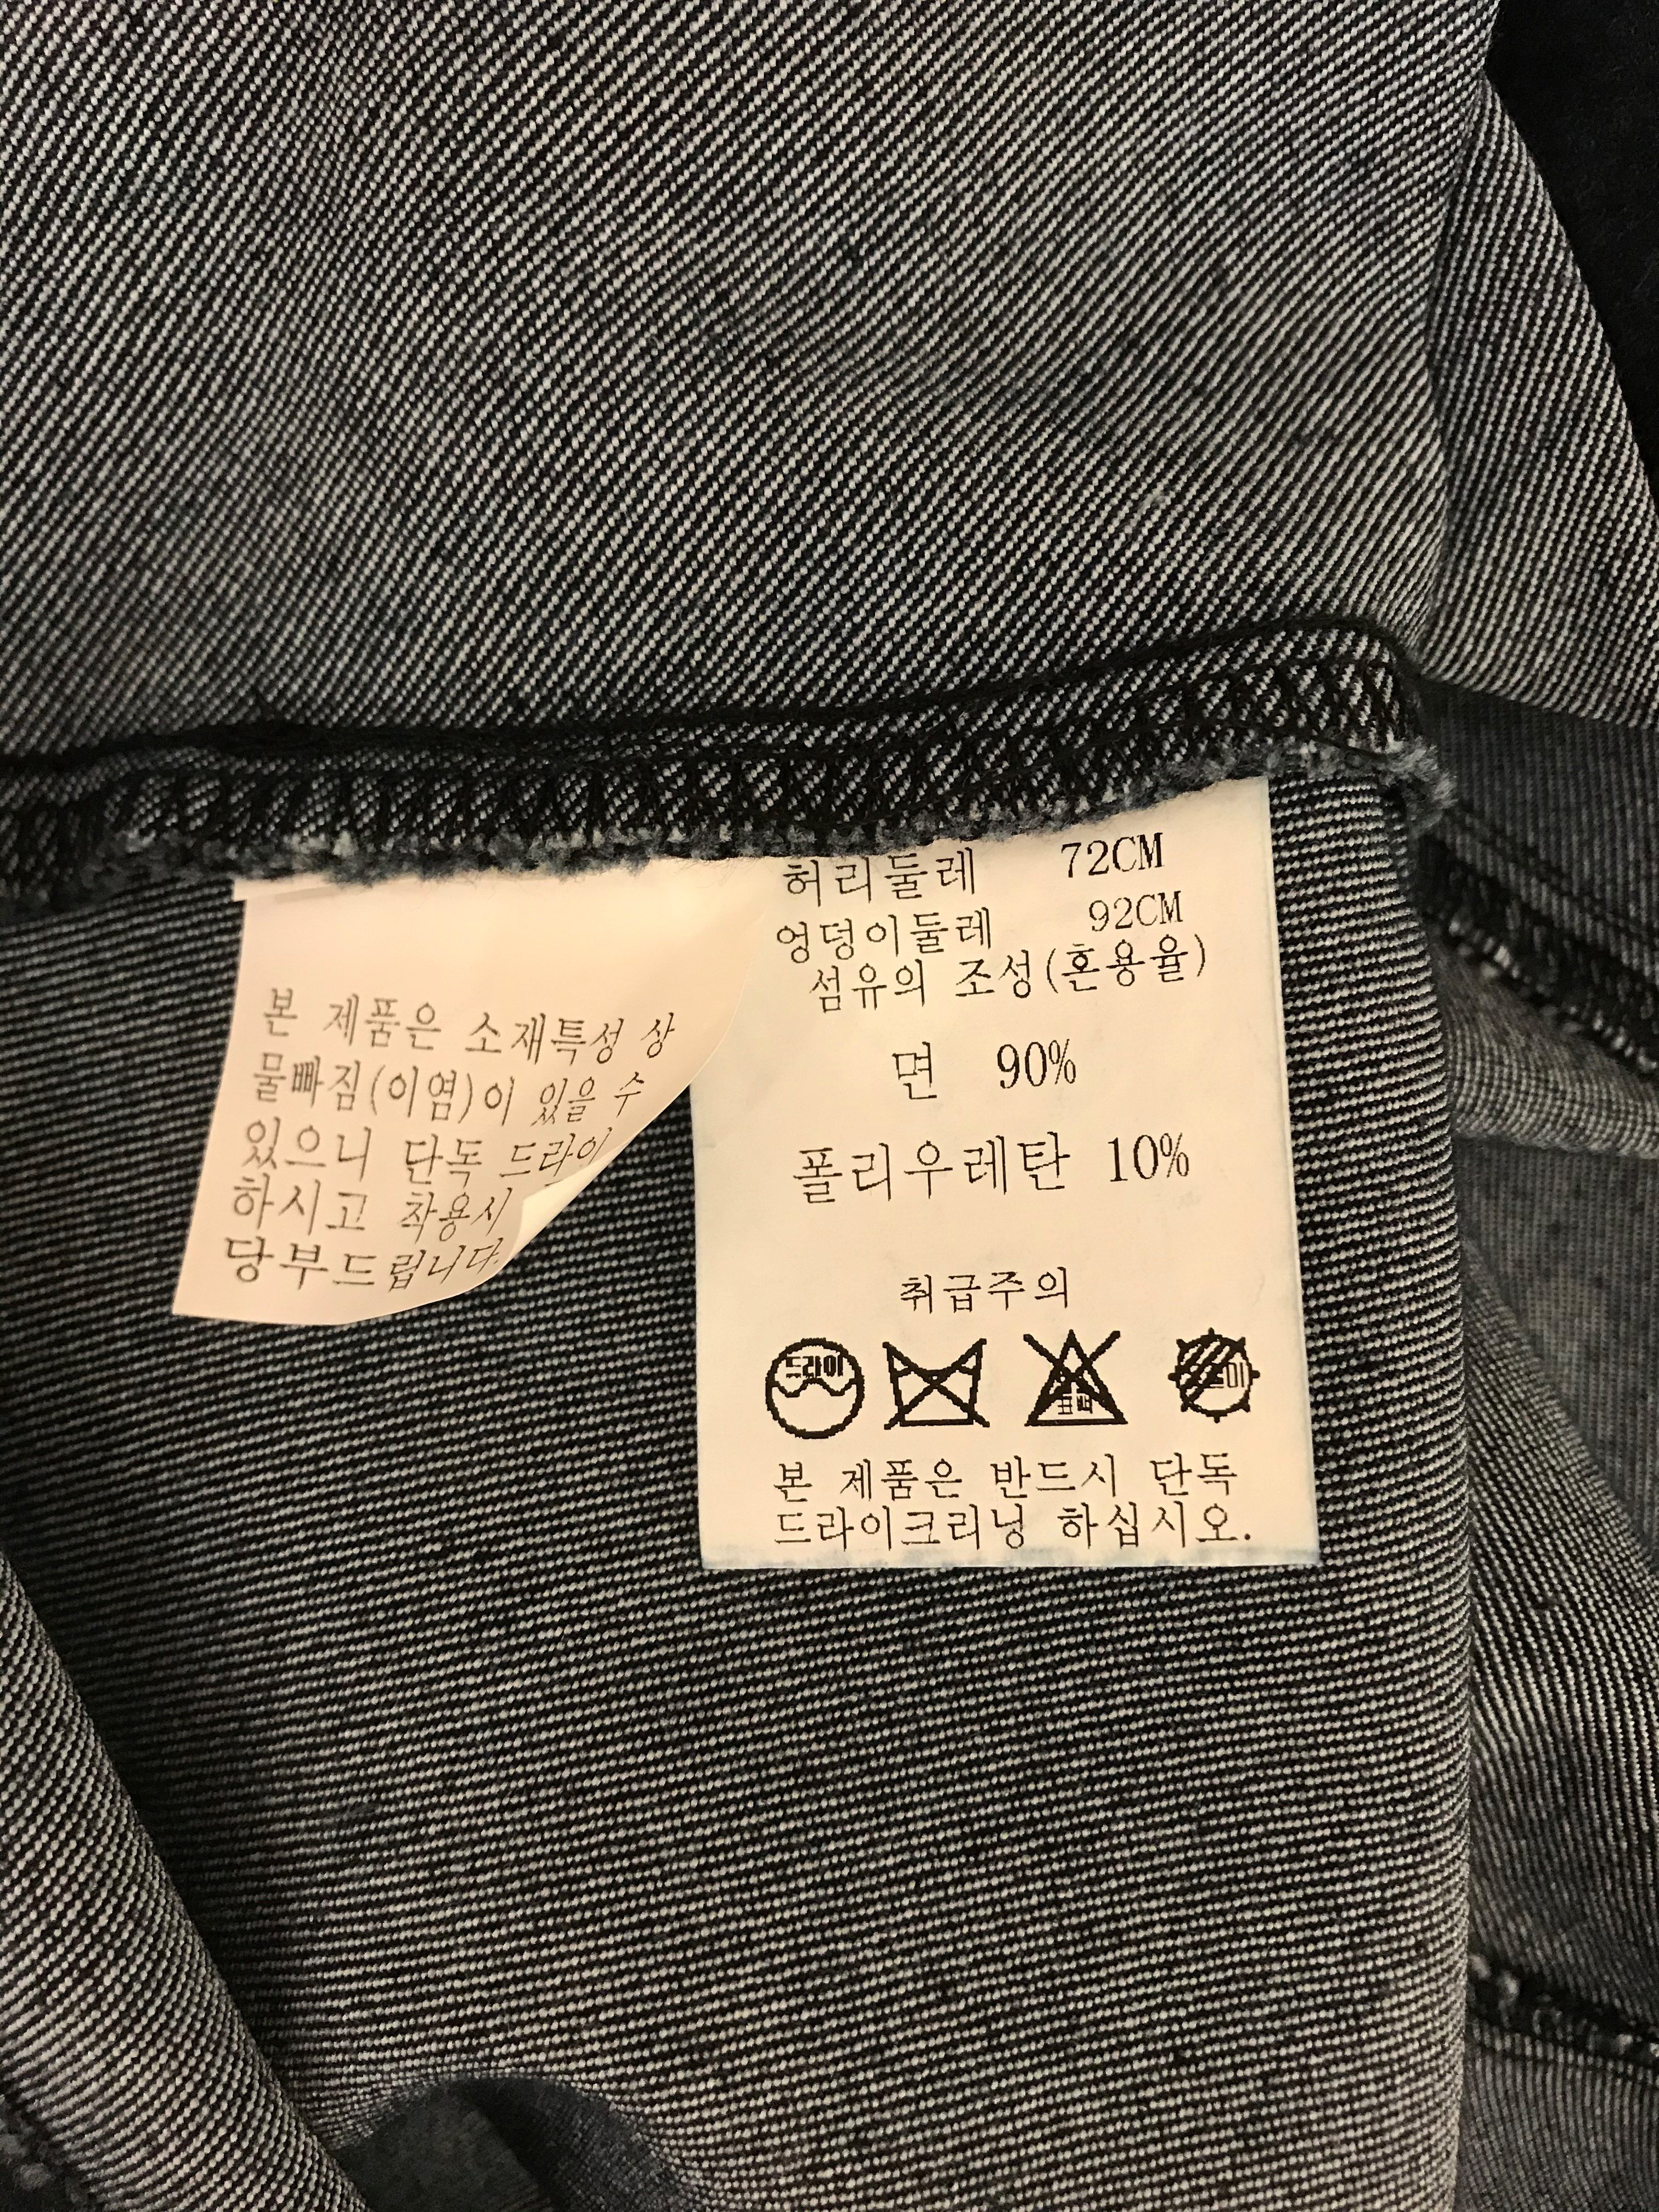 본 제품은 소재특성 상
물빠짐(이염)이 있을 수
있으니 단독 드라이
하시고 착용시
당부드립니다.
허리둘레 72CM
엉덩이둘레 92CM
섬유의 조성(혼용율)
면 90%
폴리우레탄 10%
취급주의
드라이
본 제품은 반드시 단독
드라이크리닝 하십시오.